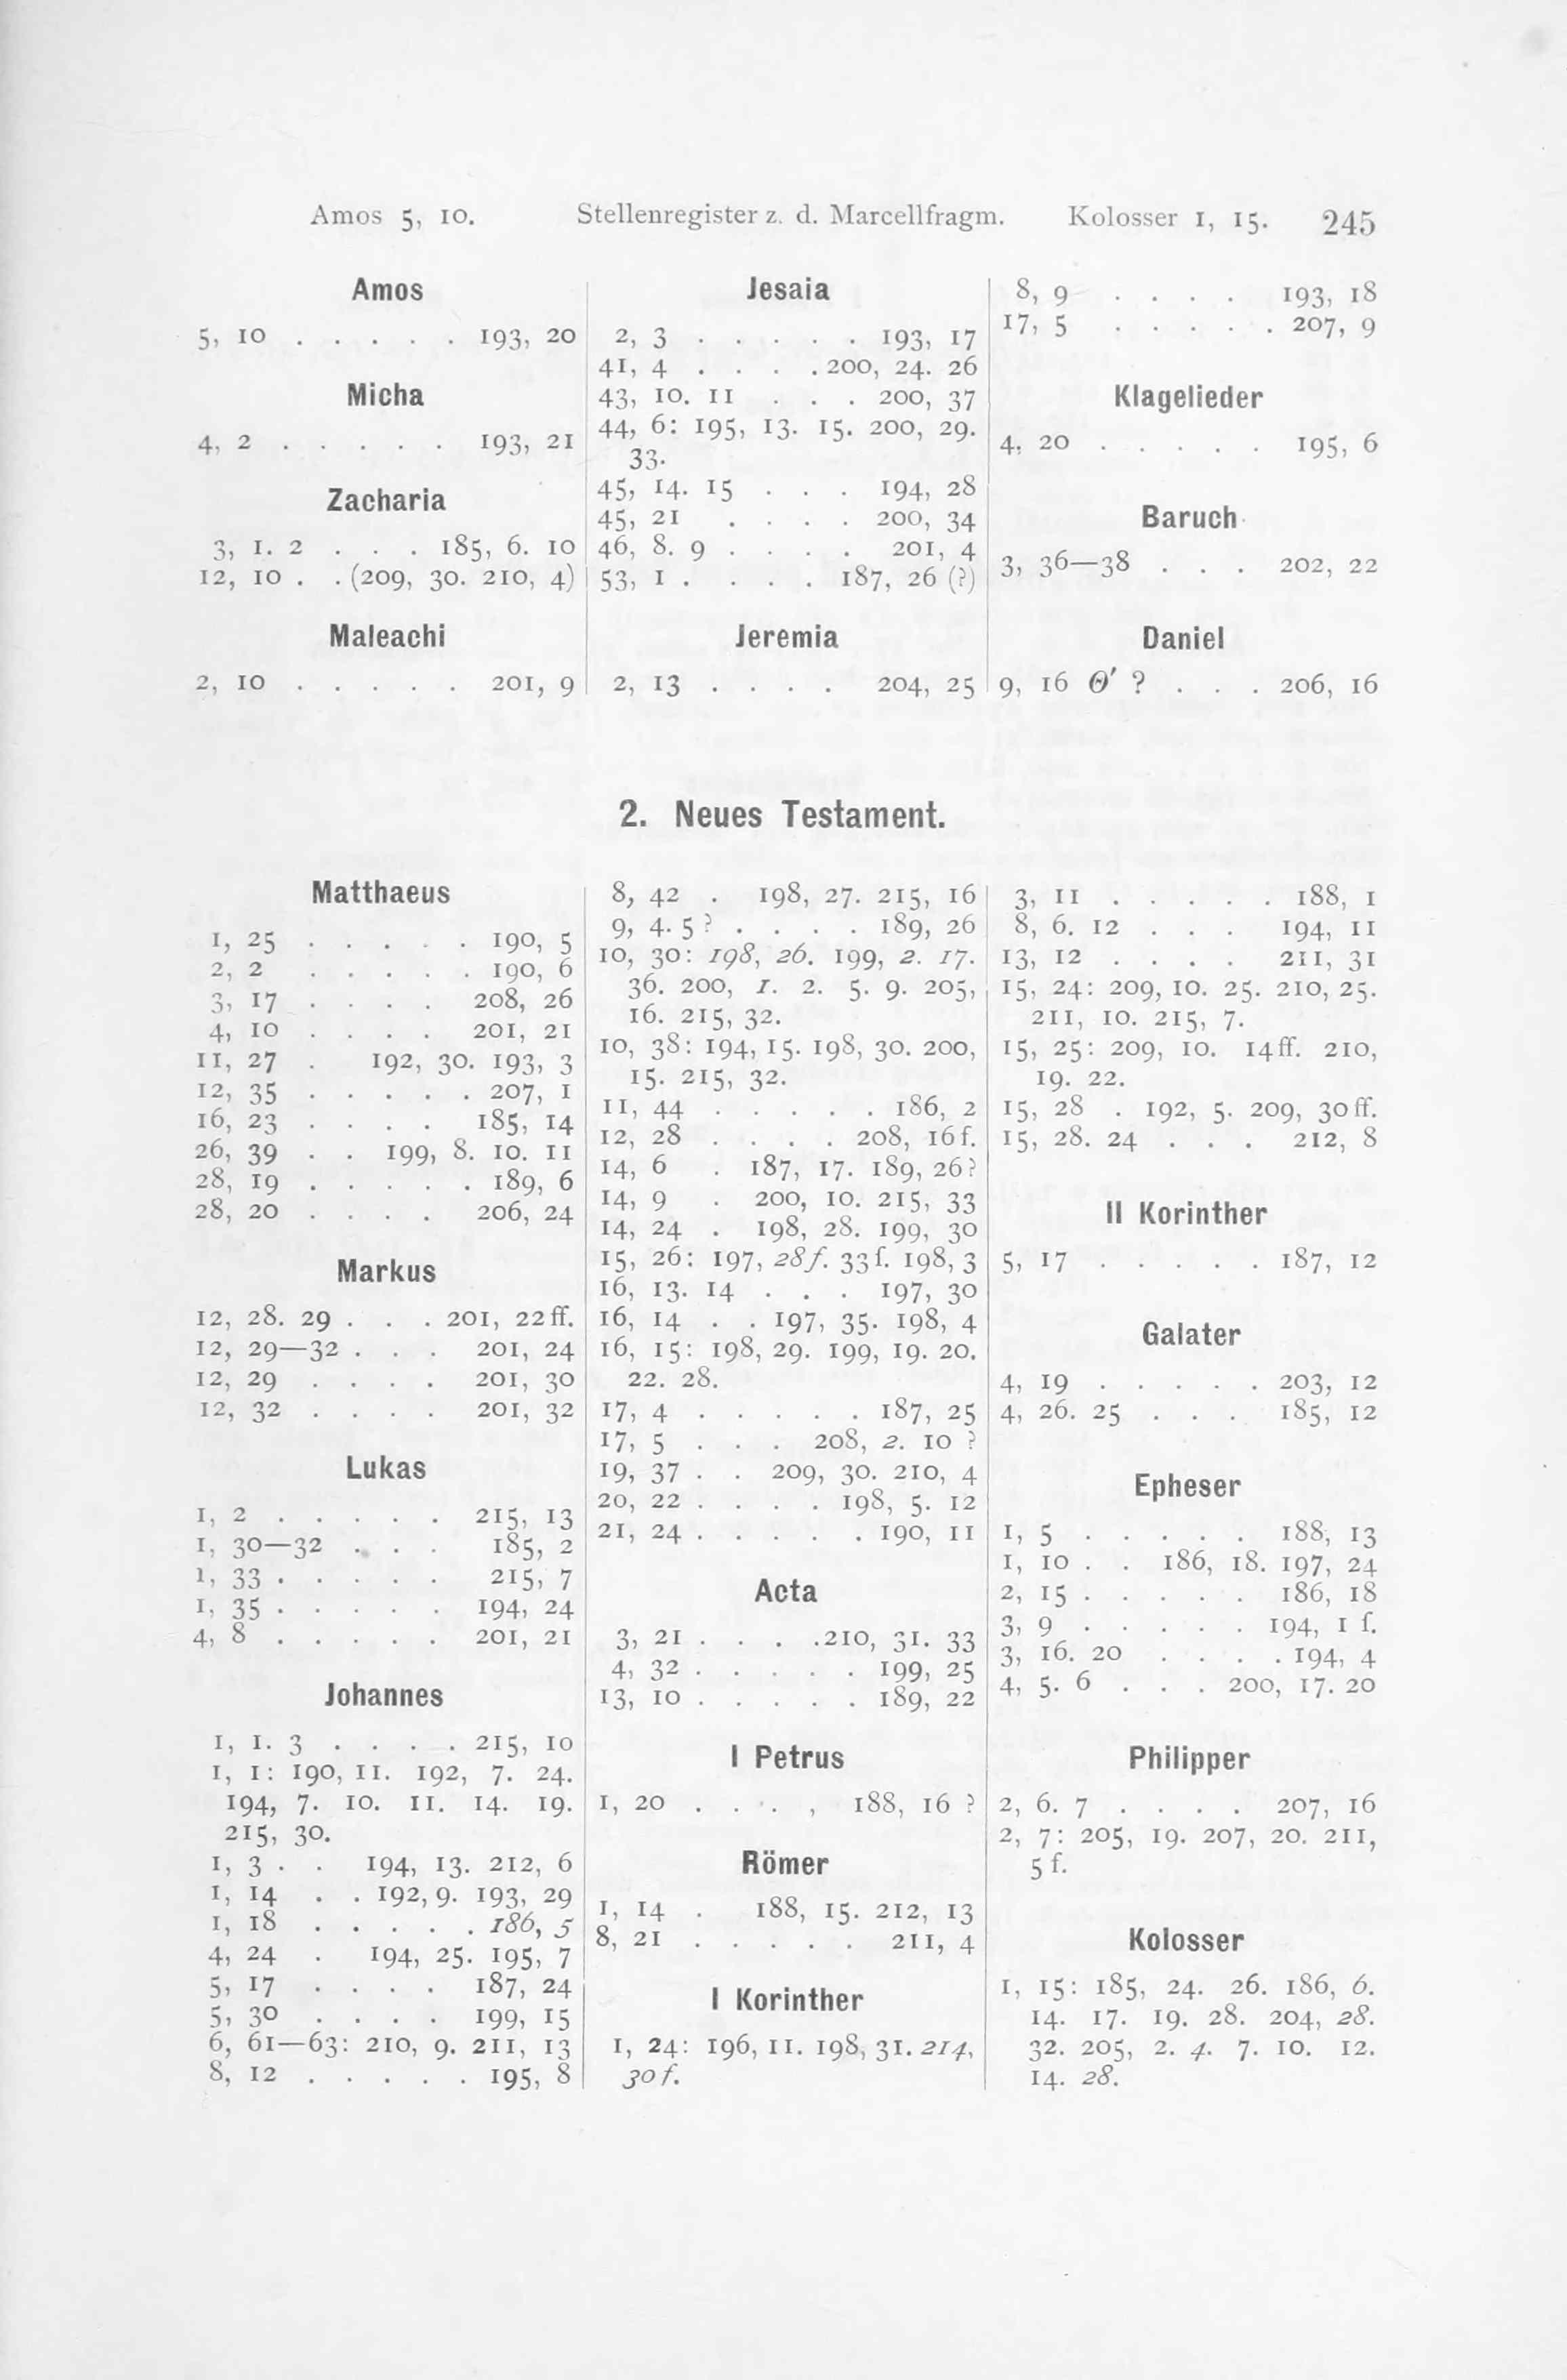 Amos 5, 10. Stellenregister z. d. Marcellfragm. Kolosser 1, 15. 245
Amos
5, 10 . . . . . 193, 20
Micha
4, 2 . . . . . 193, 21
Zacharia
3, 1. 2 . . . 185, 6. 10
12, 10 . . (209, 30. 210, 4)
Maleachi
2, 10 . . . . . 201, 9
Jesaia
2, 3 . . . . . 193, 17
41, 4 . . . . 200, 24. 26
43, 10. 11 . . . 200, 37
44, 6: 195, 13. 15. 200, 29.
33.
45, 14. 15 . . . 194, 28
45, 21 . . . . 200, 34
46, 8. 9 . . . . 201, 4
53, 1 . . . . . 187, 26 (?)
Jeremia
2, 13 . . . . 204, 25
8, 9 . . . . 193, 18
17, 5 . . . . . 207, 9
Klagelieder
4, 20 . . . . . 195, 6
Baruch
3, 36—38 . . . 202, 22
Daniel
9, 16 Θ′ ? . . . 206, 16
2. Neues Testament.
Matthaeus
1, 25 . . . . . 190, 5
2, 2 . . . . . 190, 6
3, 17 . . . . 208, 26
4, 10 . . . . 201, 21
11, 27 . 192, 30. 193, 3
12, 35 . . . . . 207, 1
16, 23 . . . . 185, 14
26, 39 . . 199, 8. 10. 11
28, 19 . . . . . 189, 6
28, 20 . . . . 206, 24
Markus
12, 28. 29 . . . 201, 22 ff.
12, 29—32 . . . 201, 24
12, 29 . . . . 201, 30
12, 32 . . . . 201, 32
Lukas
1, 2 . . . . . 215, 13
1, 30—32 . . . 185, 2
1, 33 . . . . . 215, 7
1, 35 . . . . . 194, 24
4, 8 . . . . . 201, 21
Johannes
1, 1. 3 . . . . 215, 10
1, 1: 190, 11. 192, 7. 24.
194, 7. 10. 11. 14. 19.
215, 30.
1, 3 . . 194, 13. 212, 6
1, 14 . . 192, 9. 193, 29
1, 18 . . . . . 186, 5
4, 24 . 194, 25. 195, 7
5, 17 . . . . 187, 24
5, 30 . . . . 199, 15
6, 61—63: 210, 9. 211, 13
8, 12 . . . . . 195, 8
8, 42 . 198, 27. 215, 16
9, 4. 5 ? . . . . 189, 26
10, 30: 198, 26. 199, 2. 17.
36. 200, 1. 2. 5. 9. 205,
16. 215, 32.
10, 38: 194, 15. 198, 30. 200,
15. 215, 32.
11, 44 . . . . . 186, 2
12, 28 . . . . 208, 16 f.
14, 6 . 187, 17. 189, 26?
14, 9 . 200, 10. 215, 33
14, 24 . 198, 28. 199, 30
15, 26: 197, 28 f. 33 f. 198, 3
16, 13. 14 . . . 197, 30
16, 14 . . 197, 35. 198, 4
16, 15: 198, 29. 199, 19. 20.
22. 28.
17, 4 . . . . . 187, 25
17, 5 . . . 208, 2. 10 ?
19, 37 . . 209, 30. 210, 4
20, 22 . . . . 198, 5. 12
21, 24 . . . . . 190, 11
Acta
3, 21 . . . . 210, 31. 33
4, 32 . . . . . 199, 25
13, 10 . . . . . 189, 22
I Petrus
1, 20 . . . , 188, 16 ?
Römer
1, 14 . 188, 15. 212, 13
8, 21 . . . . . 211, 4
I Korinther
1, 24: 196, 11. 198, 31. 214,
30 f.
3, 11 . . . . . 188, 1
8, 6. 12 . . . 194, 11
13, 12 . . . . 211, 31
15, 24: 209, 10. 25. 210, 25.
211, 10. 215, 7.
15, 25: 209, 10. 14 ff. 210,
19. 22.
15, 28 . 192, 5. 209, 30 ff.
15, 28. 24 . . . 212, 8
II Korinther
5, 17 . . . . . 187, 12
Galater
4, 19 . . . . . 203, 12
4, 26. 25 . . . 185, 12
Epheser
1, 5 . . . . . 188, 13
1, 10 . . 186, 18. 197, 24
2, 15 . . . . . 186, 18
3, 9 . . . . . 194, 1 f.
3, 16. 20 . . . . 194, 4
4, 5. 6 . . . 200, 17. 20
Philipper
2, 6. 7 . . . . 207, 16
2, 7: 205, 19. 207, 20. 211,
5 f.
Kolosser
1, 15: 185, 24. 26. 186, 6.
14. 17. 19. 28. 204, 28.
32. 205, 2. 4. 7. 10. 12.
14. 28.